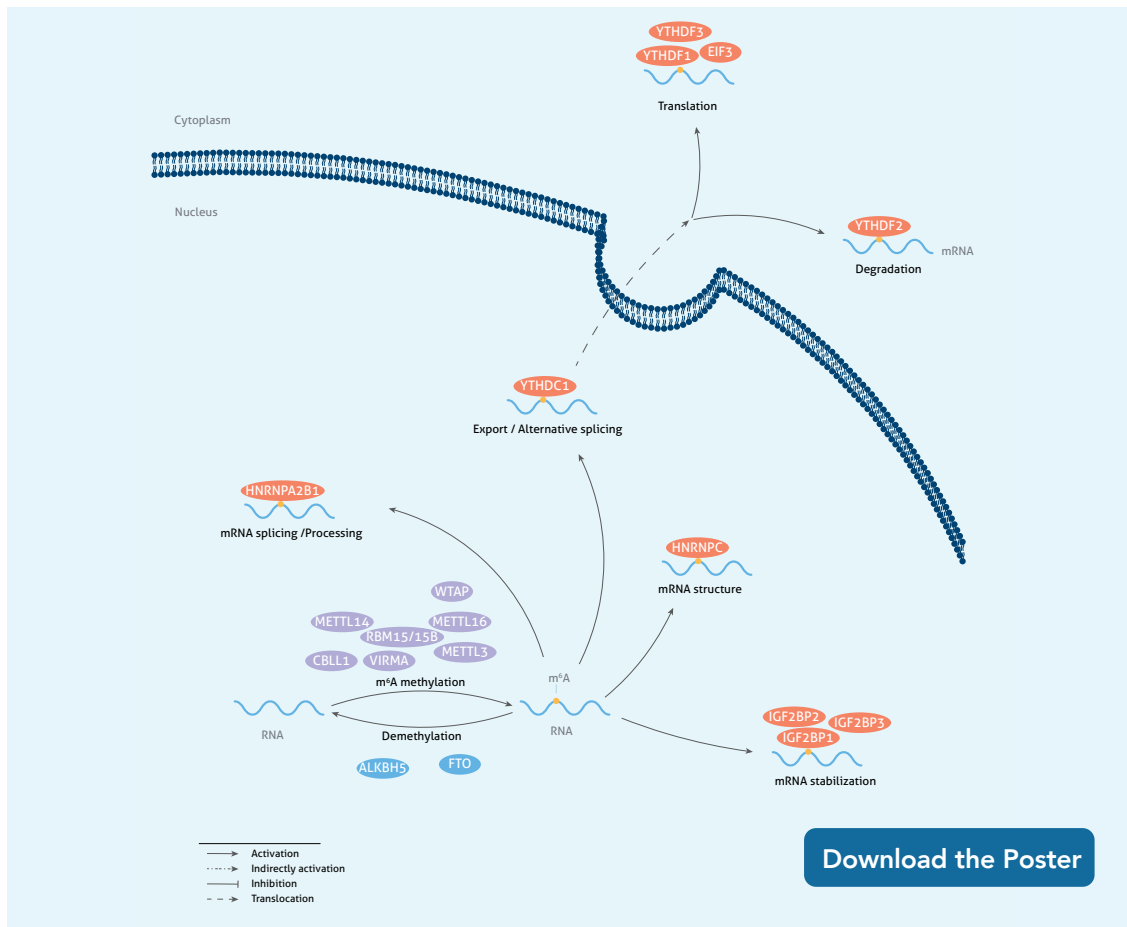 YTHDF3
YTHDF1
EIF3
Translation
Cytoplasm
Nucleus
YTHDF2
mRNA
Degradation
YTHDC1
Export / Alternative splicing
HNRNPA2B1
mRNA splicing /Processing
HNRNPC
mRNA structure
WTAP
METTL14
METTL16
RBM15/15B
METTL3
CBLL1
VIRMA
m⁶A methylation
m⁶A
RNA
RNA
Demethylation
ALKBH5
FTO
IGF2BP2
IGF2BP3
IGF2BP1
mRNA stabilization
Activation
Indirectly activation
Inhibition
Translocation
Download the Poster